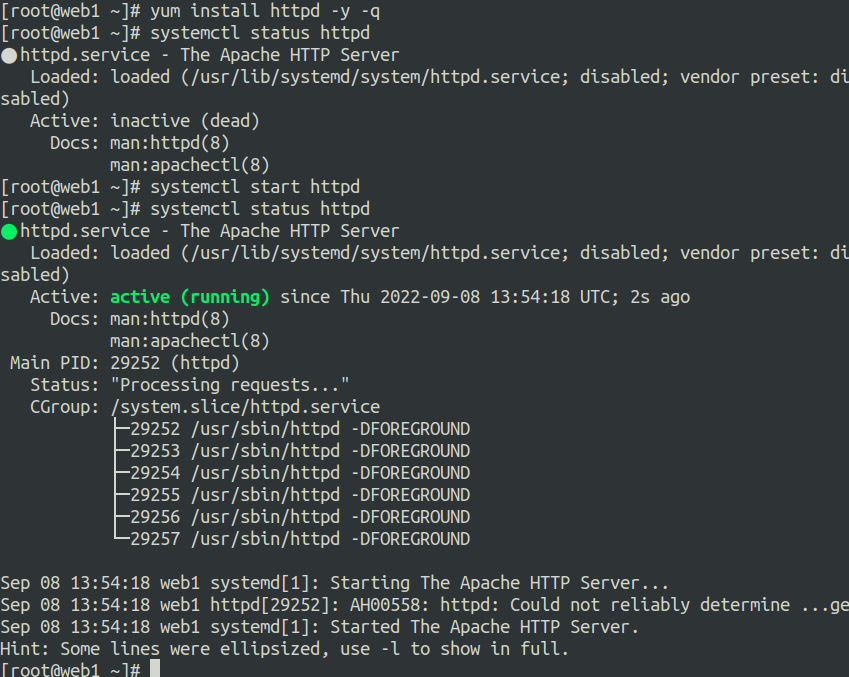 [root@web1 ~]# yum install httpd -y -q
[root@web1 ~]# systemctl status httpd
● httpd.service - The Apache HTTP Server
   Loaded: loaded (/usr/lib/systemd/system/httpd.service; disabled; vendor preset: di
sabled)
   Active: inactive (dead)
     Docs: man:httpd(8)
           man:apachectl(8)
[root@web1 ~]# systemctl start httpd
[root@web1 ~]# systemctl status httpd
● httpd.service - The Apache HTTP Server
   Loaded: loaded (/usr/lib/systemd/system/httpd.service; disabled; vendor preset: di
sabled)
   Active: active (running) since Thu 2022-09-08 13:54:18 UTC; 2s ago
     Docs: man:httpd(8)
           man:apachectl(8)
 Main PID: 29252 (httpd)
   Status: "Processing requests..."
   CGroup: /system.slice/httpd.service
           ├─29252 /usr/sbin/httpd -DFOREGROUND
           ├─29253 /usr/sbin/httpd -DFOREGROUND
           ├─29254 /usr/sbin/httpd -DFOREGROUND
           ├─29255 /usr/sbin/httpd -DFOREGROUND
           ├─29256 /usr/sbin/httpd -DFOREGROUND
           └─29257 /usr/sbin/httpd -DFOREGROUND

Sep 08 13:54:18 web1 systemd[1]: Starting The Apache HTTP Server...
Sep 08 13:54:18 web1 httpd[29252]: AH00558: httpd: Could not reliably determine ...ge
Sep 08 13:54:18 web1 systemd[1]: Started The Apache HTTP Server.
Hint: Some lines were ellipsized, use -l to show in full.
[root@web1 ~]#